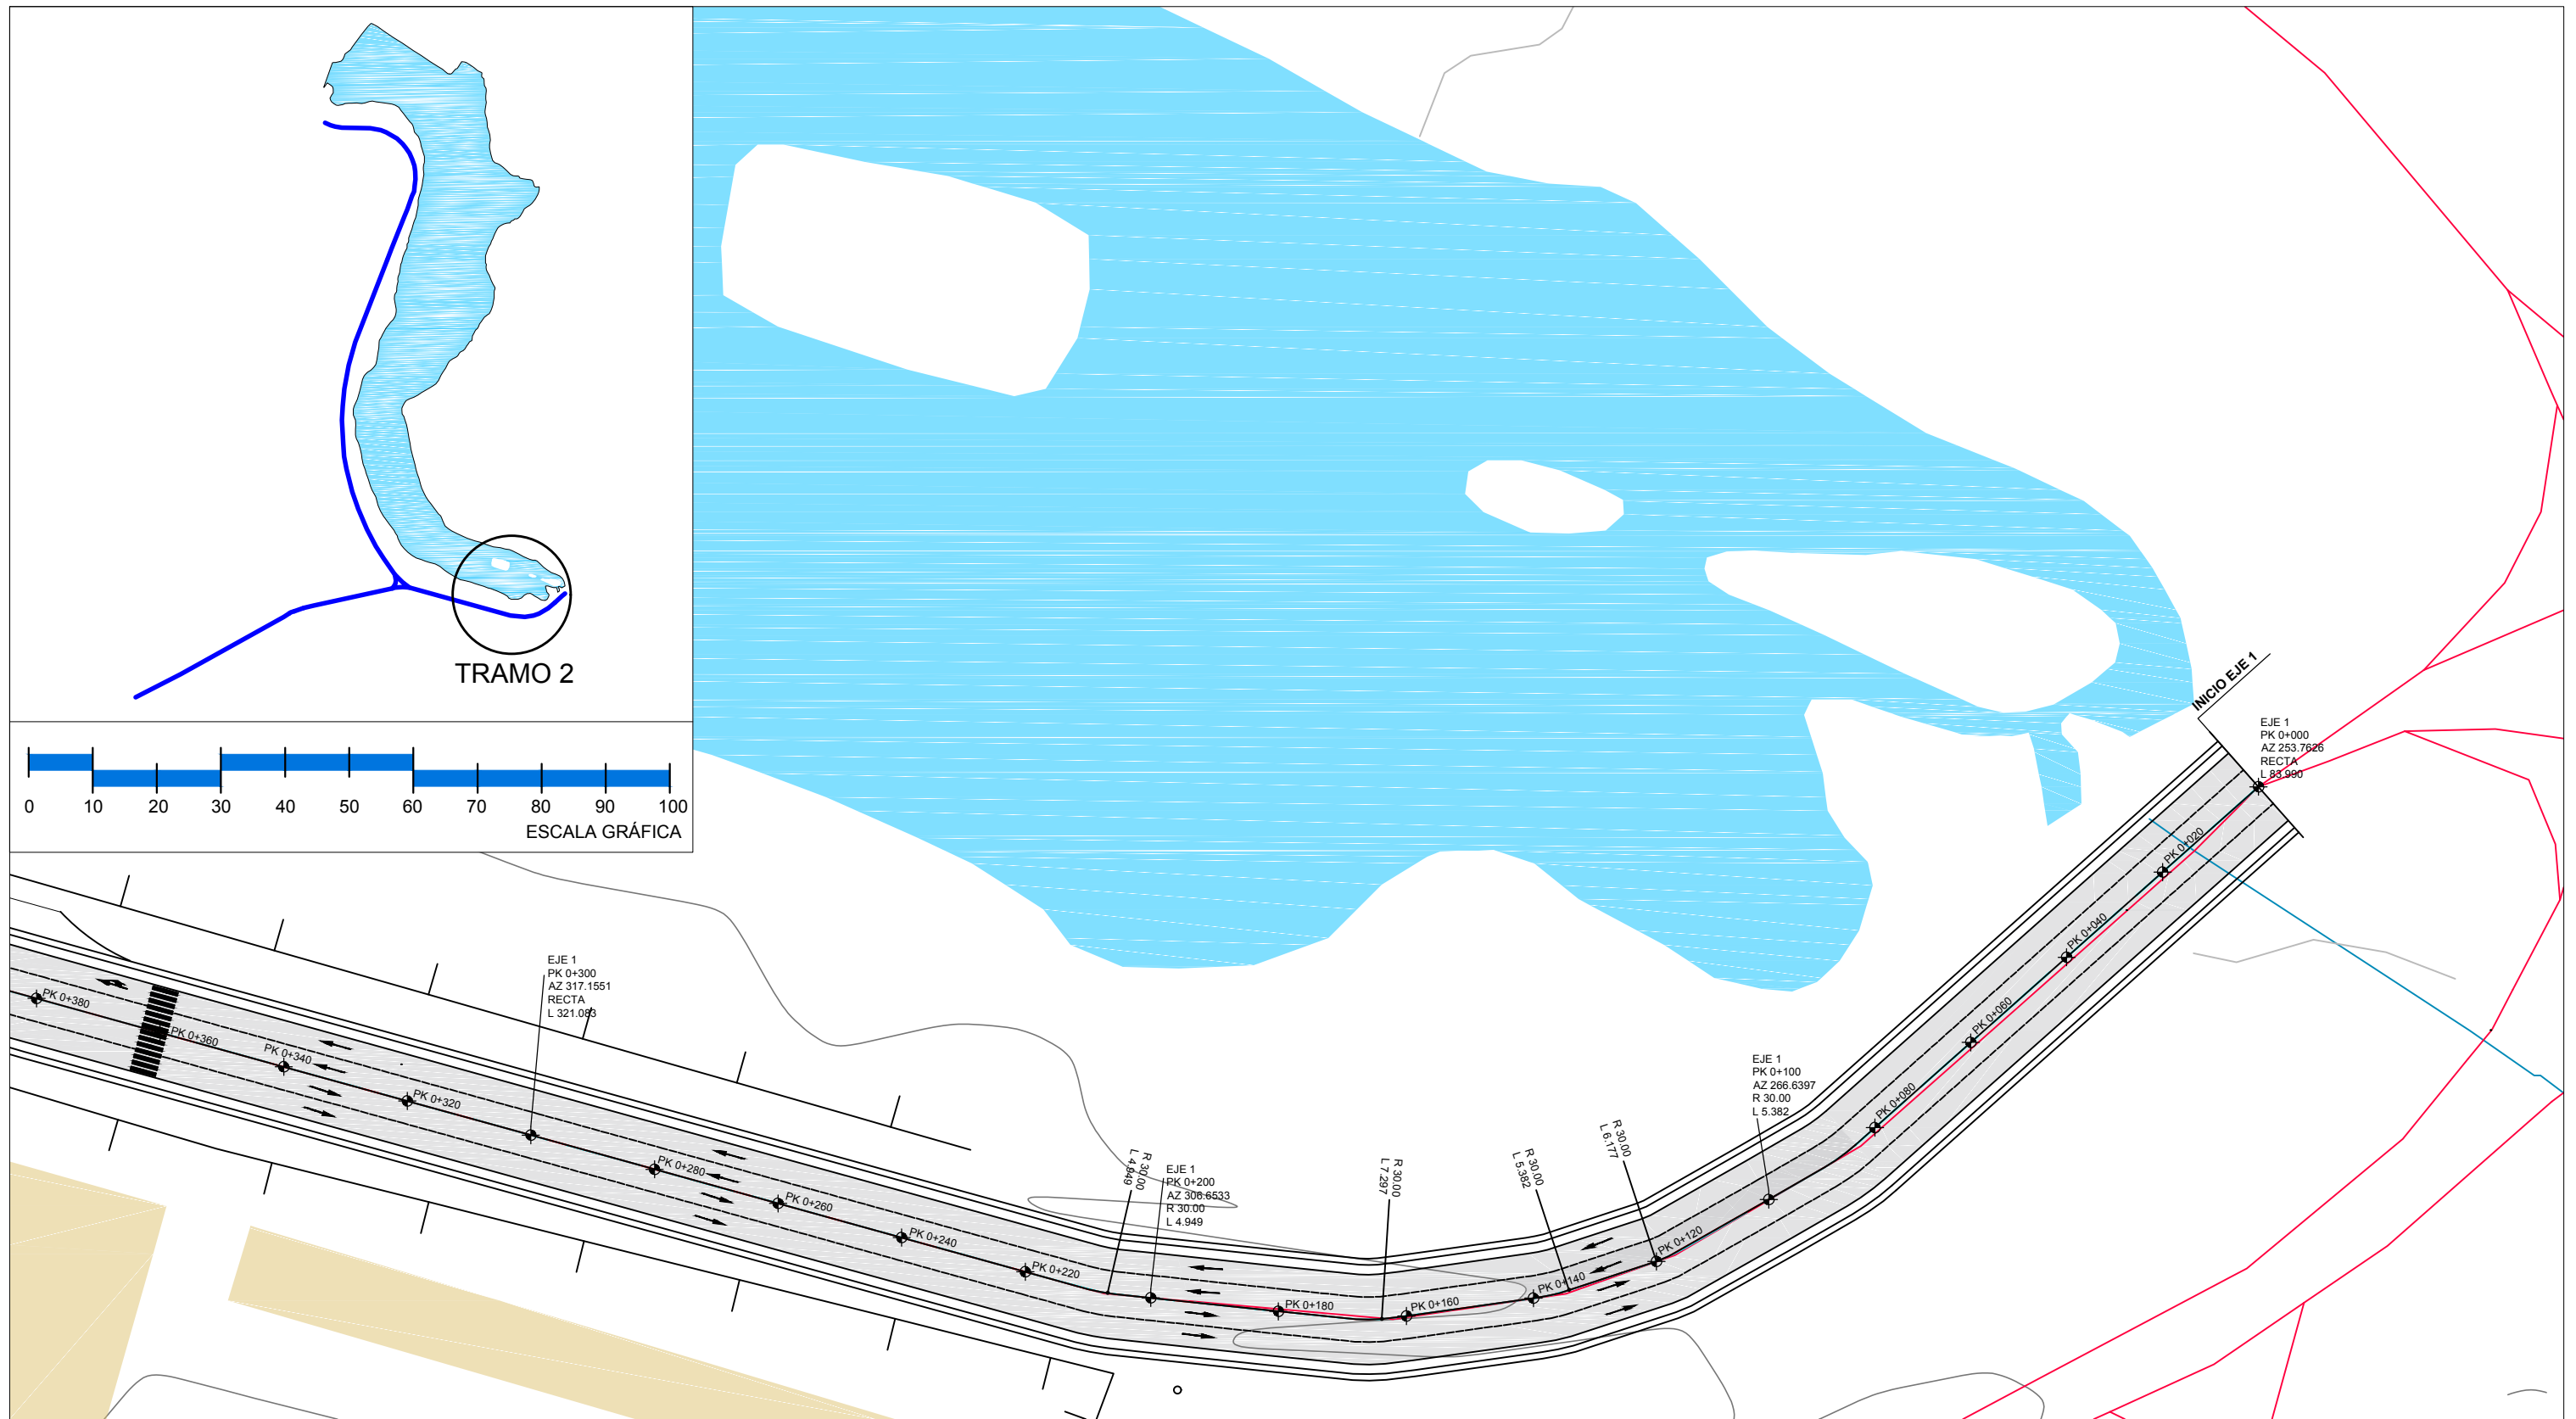 TRAMO 2
0 10 20 30 40 50 60 70 80 90 100
ESCALA GRÁFICA
INICIO EJE 1
EJE 1
PK 0+000
AZ 253.7626
RECTA
L 83.990
PK 0+020
PK 0+040
PK 0+060
PK 0+080
EJE 1
PK 0+100
AZ 266.6397
R 30.00
L 5.382
R 30.00
L 6.177
PK 0+120
R 30.00
L 5.382
PK 0+140
R 30.00
L 7.297
PK 0+160
PK 0+180
EJE 1
PK 0+200
AZ 306.6533
R 30.00
L 4.949
R 30.00
L 4.949
PK 0+220
PK 0+240
PK 0+260
PK 0+280
EJE 1
PK 0+300
AZ 317.1551
RECTA
L 321.083
PK 0+320
PK 0+340
PK 0+360
PK 0+380